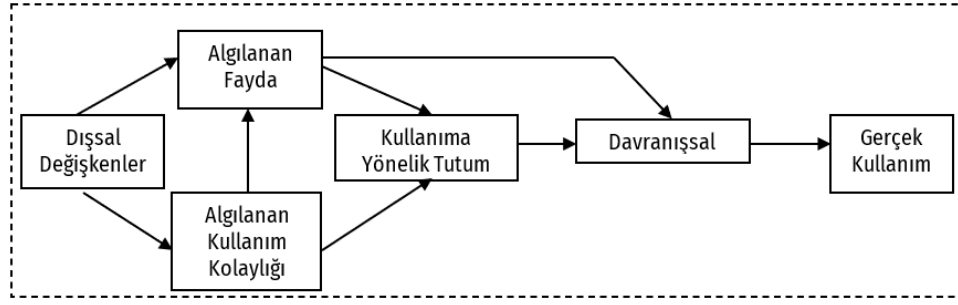 Algılanan
Fayda
Dışsal
Değişkenler
Kullanıma
Yönelik Tutum
Davranışsal
Gerçek
Kullanım
Algılanan
Kullanım
Kolaylığı